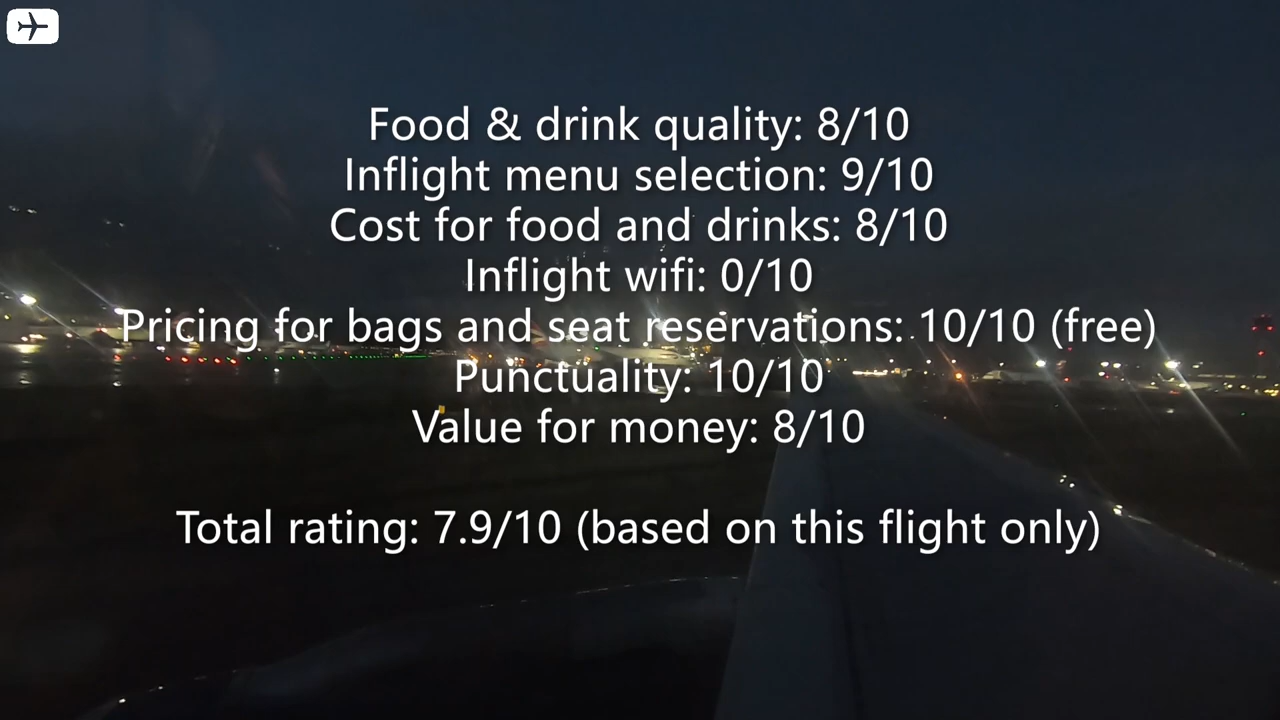 Food & drink quality: 8/10
Inflight menu selection: 9/10
Cost for food and drinks: 8/10
Inflight wifi: 0/10
Pricing for bags and seat reservations: 10/10 (free)
Punctuality: 10/10
Value for money: 8/10
Total rating: 7.9/10 (based on this flight only)